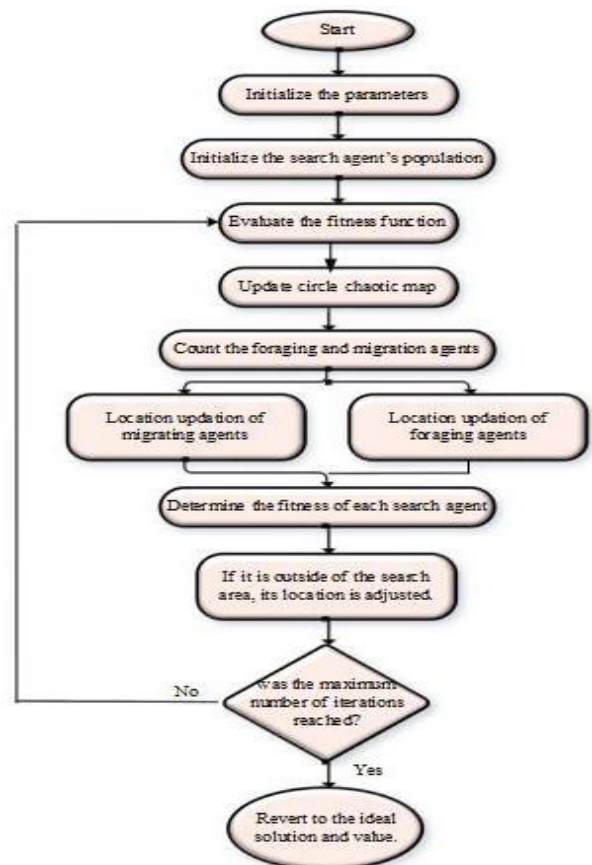 Start
Initialize the parameters
Initialize the search agent's population
Evaluate the fitness function
Update circle chaotic map
Count the foraging and migration agents
Location updation of
migrating agents
Location updation of
foraging agents
Determine the fitness of each search agent
If it is outside of the search
area, its location is adjusted.
was the maximum
number of iterations
reached?
No
Yes
Revert to the ideal
solution and value.